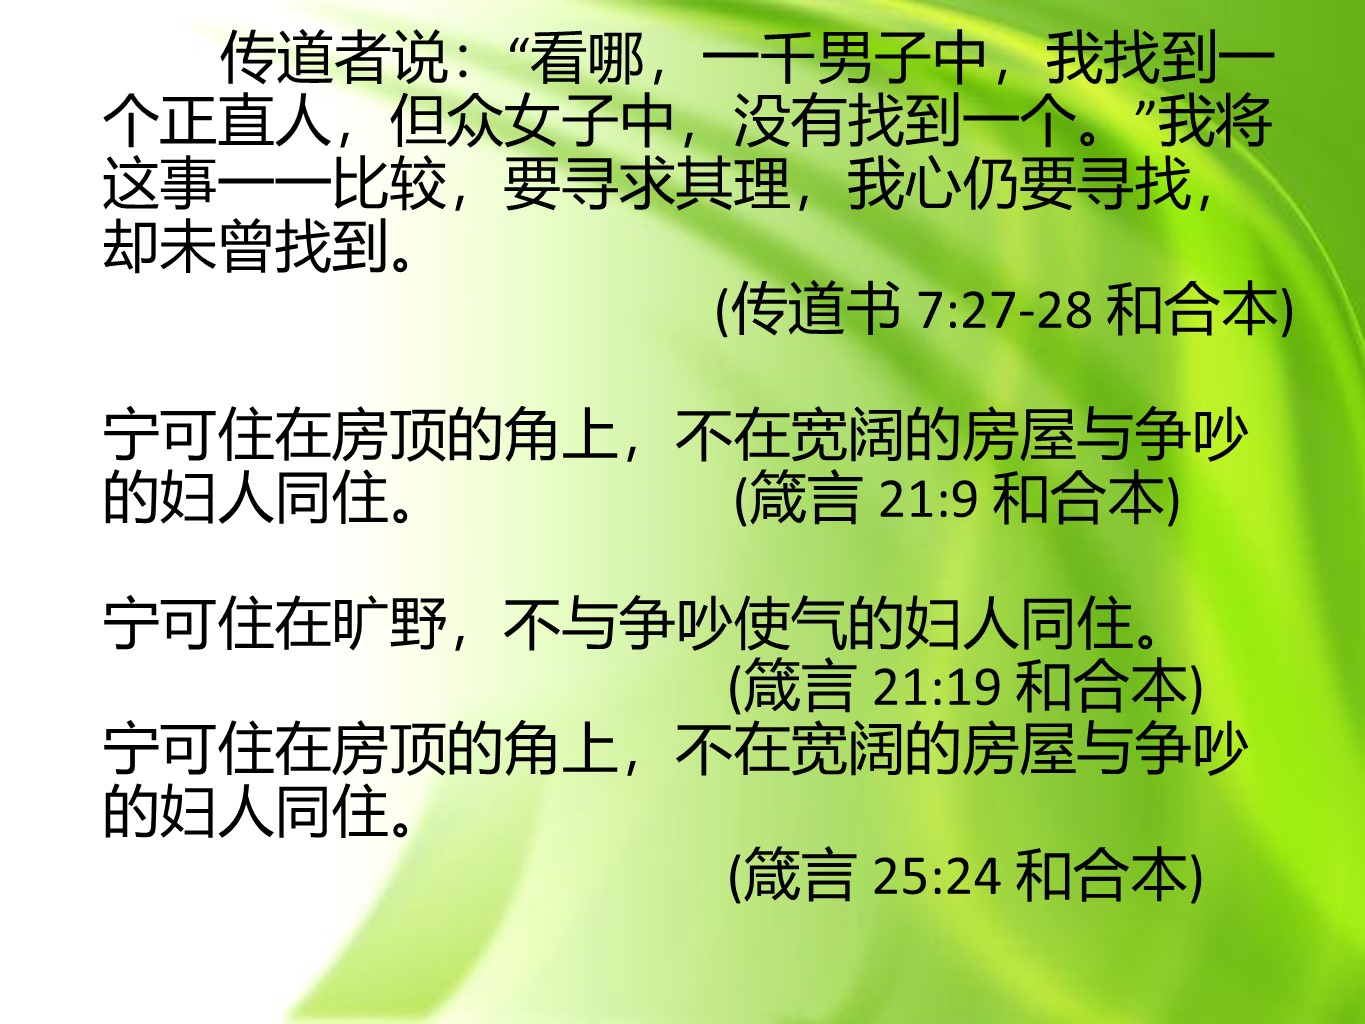 传道者说：“看哪，一千男子中，我找到一
个正直人，但众女子中，没有找到一个。”我将
这事一一比较，要寻求其理，我心仍要寻找，
却未曾找到。
(传道书 7:27-28 和合本)
宁可住在房顶的角上，不在宽阔的房屋与争吵
的妇人同住。 (箴言 21:9 和合本)
宁可住在旷野，不与争吵使气的妇人同住。
(箴言 21:19 和合本)
宁可住在房顶的角上，不在宽阔的房屋与争吵
的妇人同住。
(箴言 25:24 和合本)